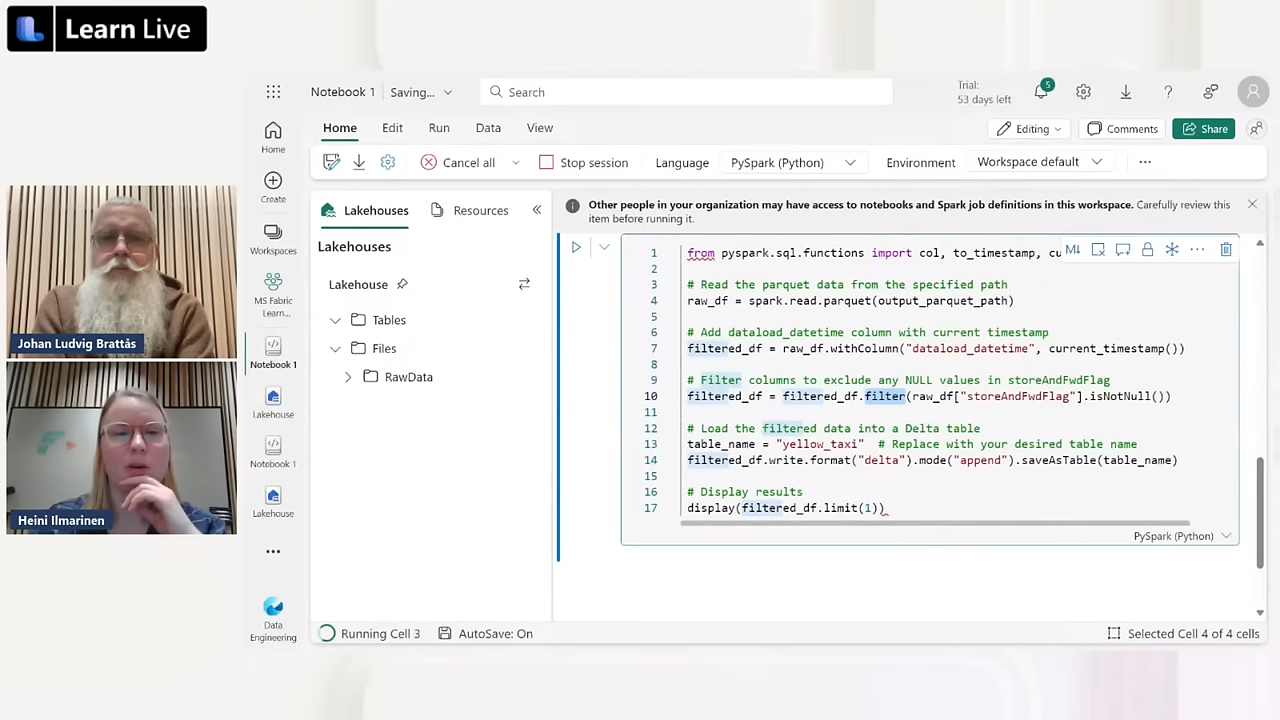 Learn Live
Notebook 1 Saving...
Search
Trial:
53 days left
5
Home Edit Run Data View
Editing
Comments
Share
Cancel all
Stop session
Language
PySpark (Python)
Environment
Workspace default
Home
Create
Workspaces
MS Fabric
Learn...
Notebook 1
Lakehouse
Notebook 1
Lakehouse
Data
Engineering
Lakehouses
Resources
Lakehouses
Lakehouse
Tables
Files
RawData
Other people in your organization may have access to notebooks and Spark job definitions in this workspace. Carefully review this
item before running it.
1 from pyspark.sql.functions import col, to_timestamp, cu
2
3 # Read the parquet data from the specified path
4 raw_df = spark.read.parquet(output_parquet_path)
5
6 # Add dataload_datetime column with current timestamp
7 filtered_df = raw_df.withColumn("dataload_datetime", current_timestamp())
8
9 # Filter columns to exclude any NULL values in storeAndFwdFlag
10 filtered_df = filtered_df.filter(raw_df["storeAndFwdFlag"].isNotNull())
11
12 # Load the filtered data into a Delta table
13 table_name = "yellow_taxi"  # Replace with your desired table name
14 filtered_df.write.format("delta").mode("append").saveAsTable(table_name)
15
16 # Display results
17 display(filtered_df.limit(1))
M↓
PySpark (Python)
Running Cell 3
AutoSave: On
Selected Cell 4 of 4 cells
Johan Ludvig Brattås
Heini Ilmarinen